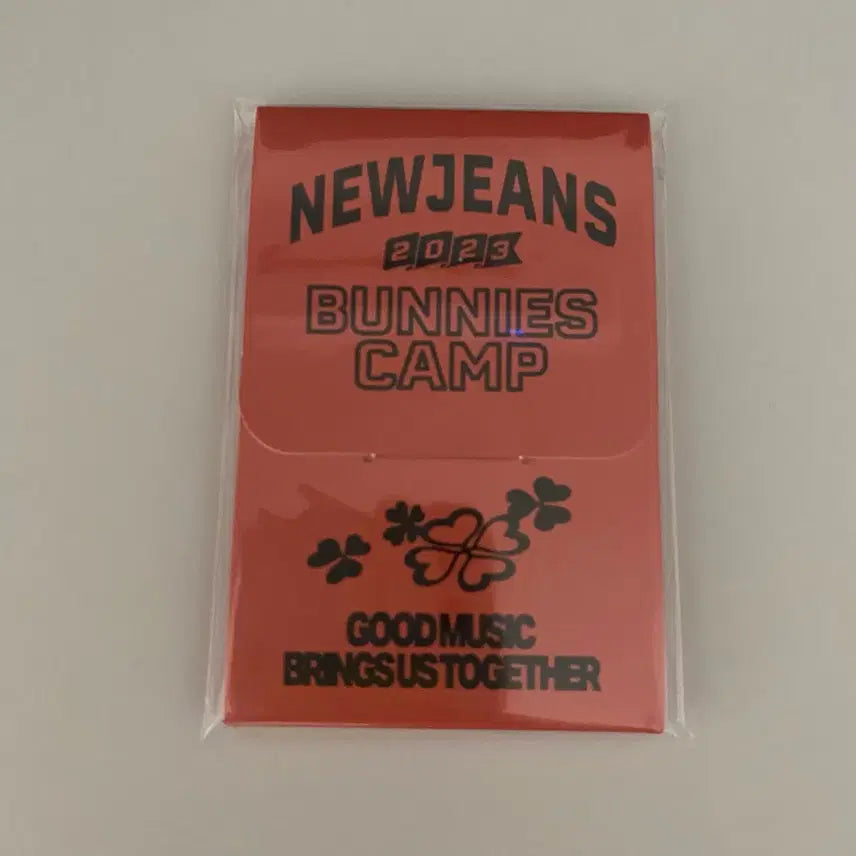 NEWJEANS
2023
BUNNIES
CAMP
GOOD MUSIC
BRINGS US TOGETHER